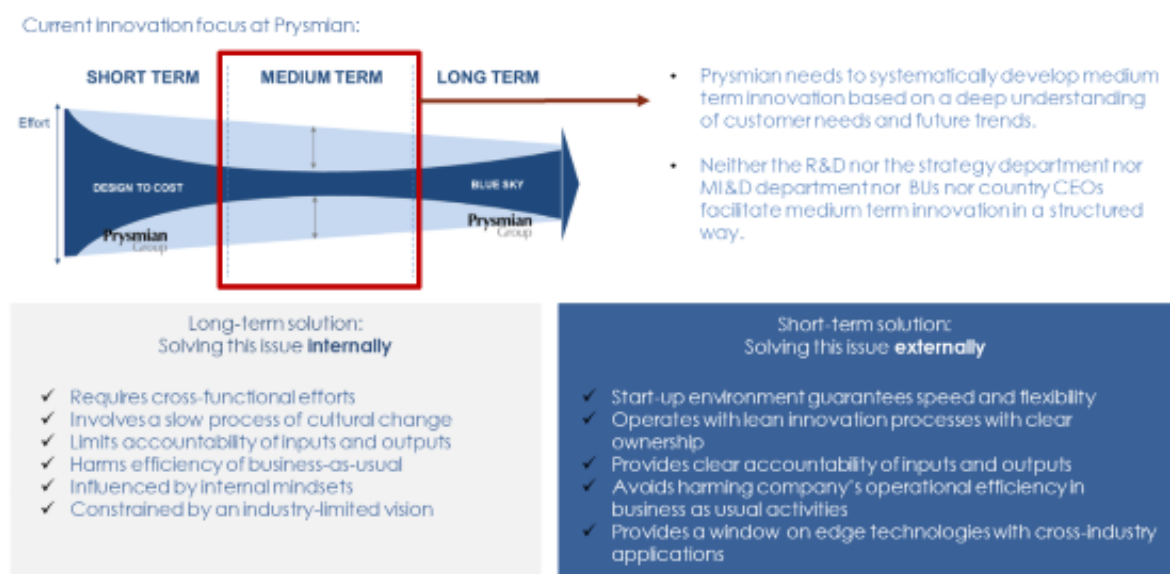 Current innovation focus at Prysmian:
SHORT TERM
MEDIUM TERM
LONG TERM
Effort
DESIGN TO COST
BLUE SKY
Prysmian
Group
Prysmian
Group
• Prysmian needs to systematically develop medium
term innovation based on a deep understanding
of customer needs and future trends.
• Neither the R&D nor the strategy department nor
MI&D department nor BUs nor country CEOs
facilitate medium term innovation in a structured
way.
Long-term solution:
Solving this issue internally
✓ Requires cross-functional efforts
✓ Involves a slow process of cultural change
✓ Limits accountability of inputs and outputs
✓ Harms efficiency of business-as-usual
✓ Influenced by internal mindsets
✓ Constrained by an industry-limited vision
Short-term solution:
Solving this issue externally
✓ Start-up environment guarantees speed and flexibility
✓ Operates with lean innovation processes with clear
ownership
✓ Provides clear accountability of inputs and outputs
✓ Avoids harming company's operational efficiency in
business as usual activities
✓ Provides a window on edge technologies with cross-industry
applications